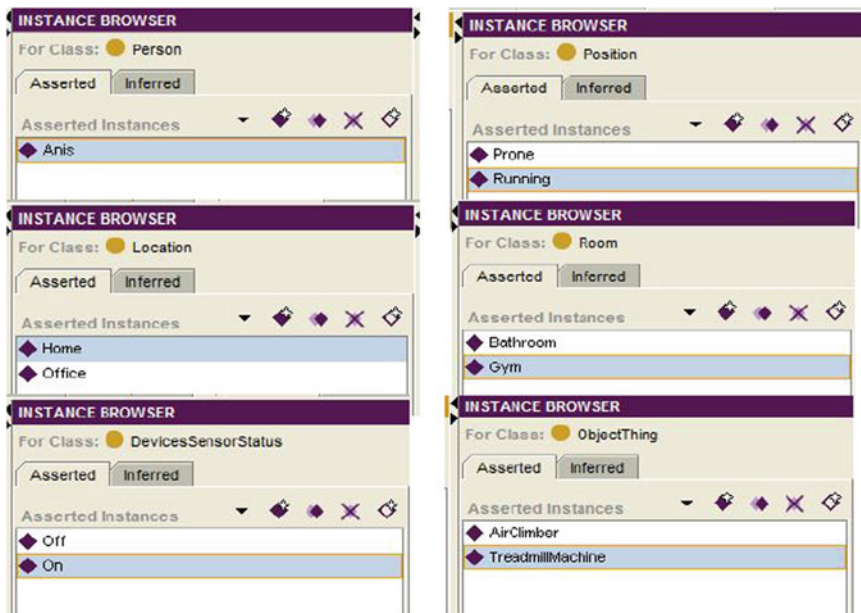 INSTANCE BROWSER
For Class: Person
Asserted Inferred
Asserted Instances
Anis
INSTANCE BROWSER
For Class: Position
Asserted Inferred
Asserted Instances
Prone
Running
INSTANCE BROWSER
For Class: Location
Asserted Inferred
Asserted Instances
Home
Office
INSTANCE BROWSER
For Class: Room
Asserted Inferred
Asserted Instances
Bathroom
Gym
INSTANCE BROWSER
For Class: DevicesSensorStatus
Asserted Inferred
Asserted Instances
Off
On
INSTANCE BROWSER
For Class: ObjectThing
Asserted Inferred
Asserted Instances
AirClimber
TreadmillMachine